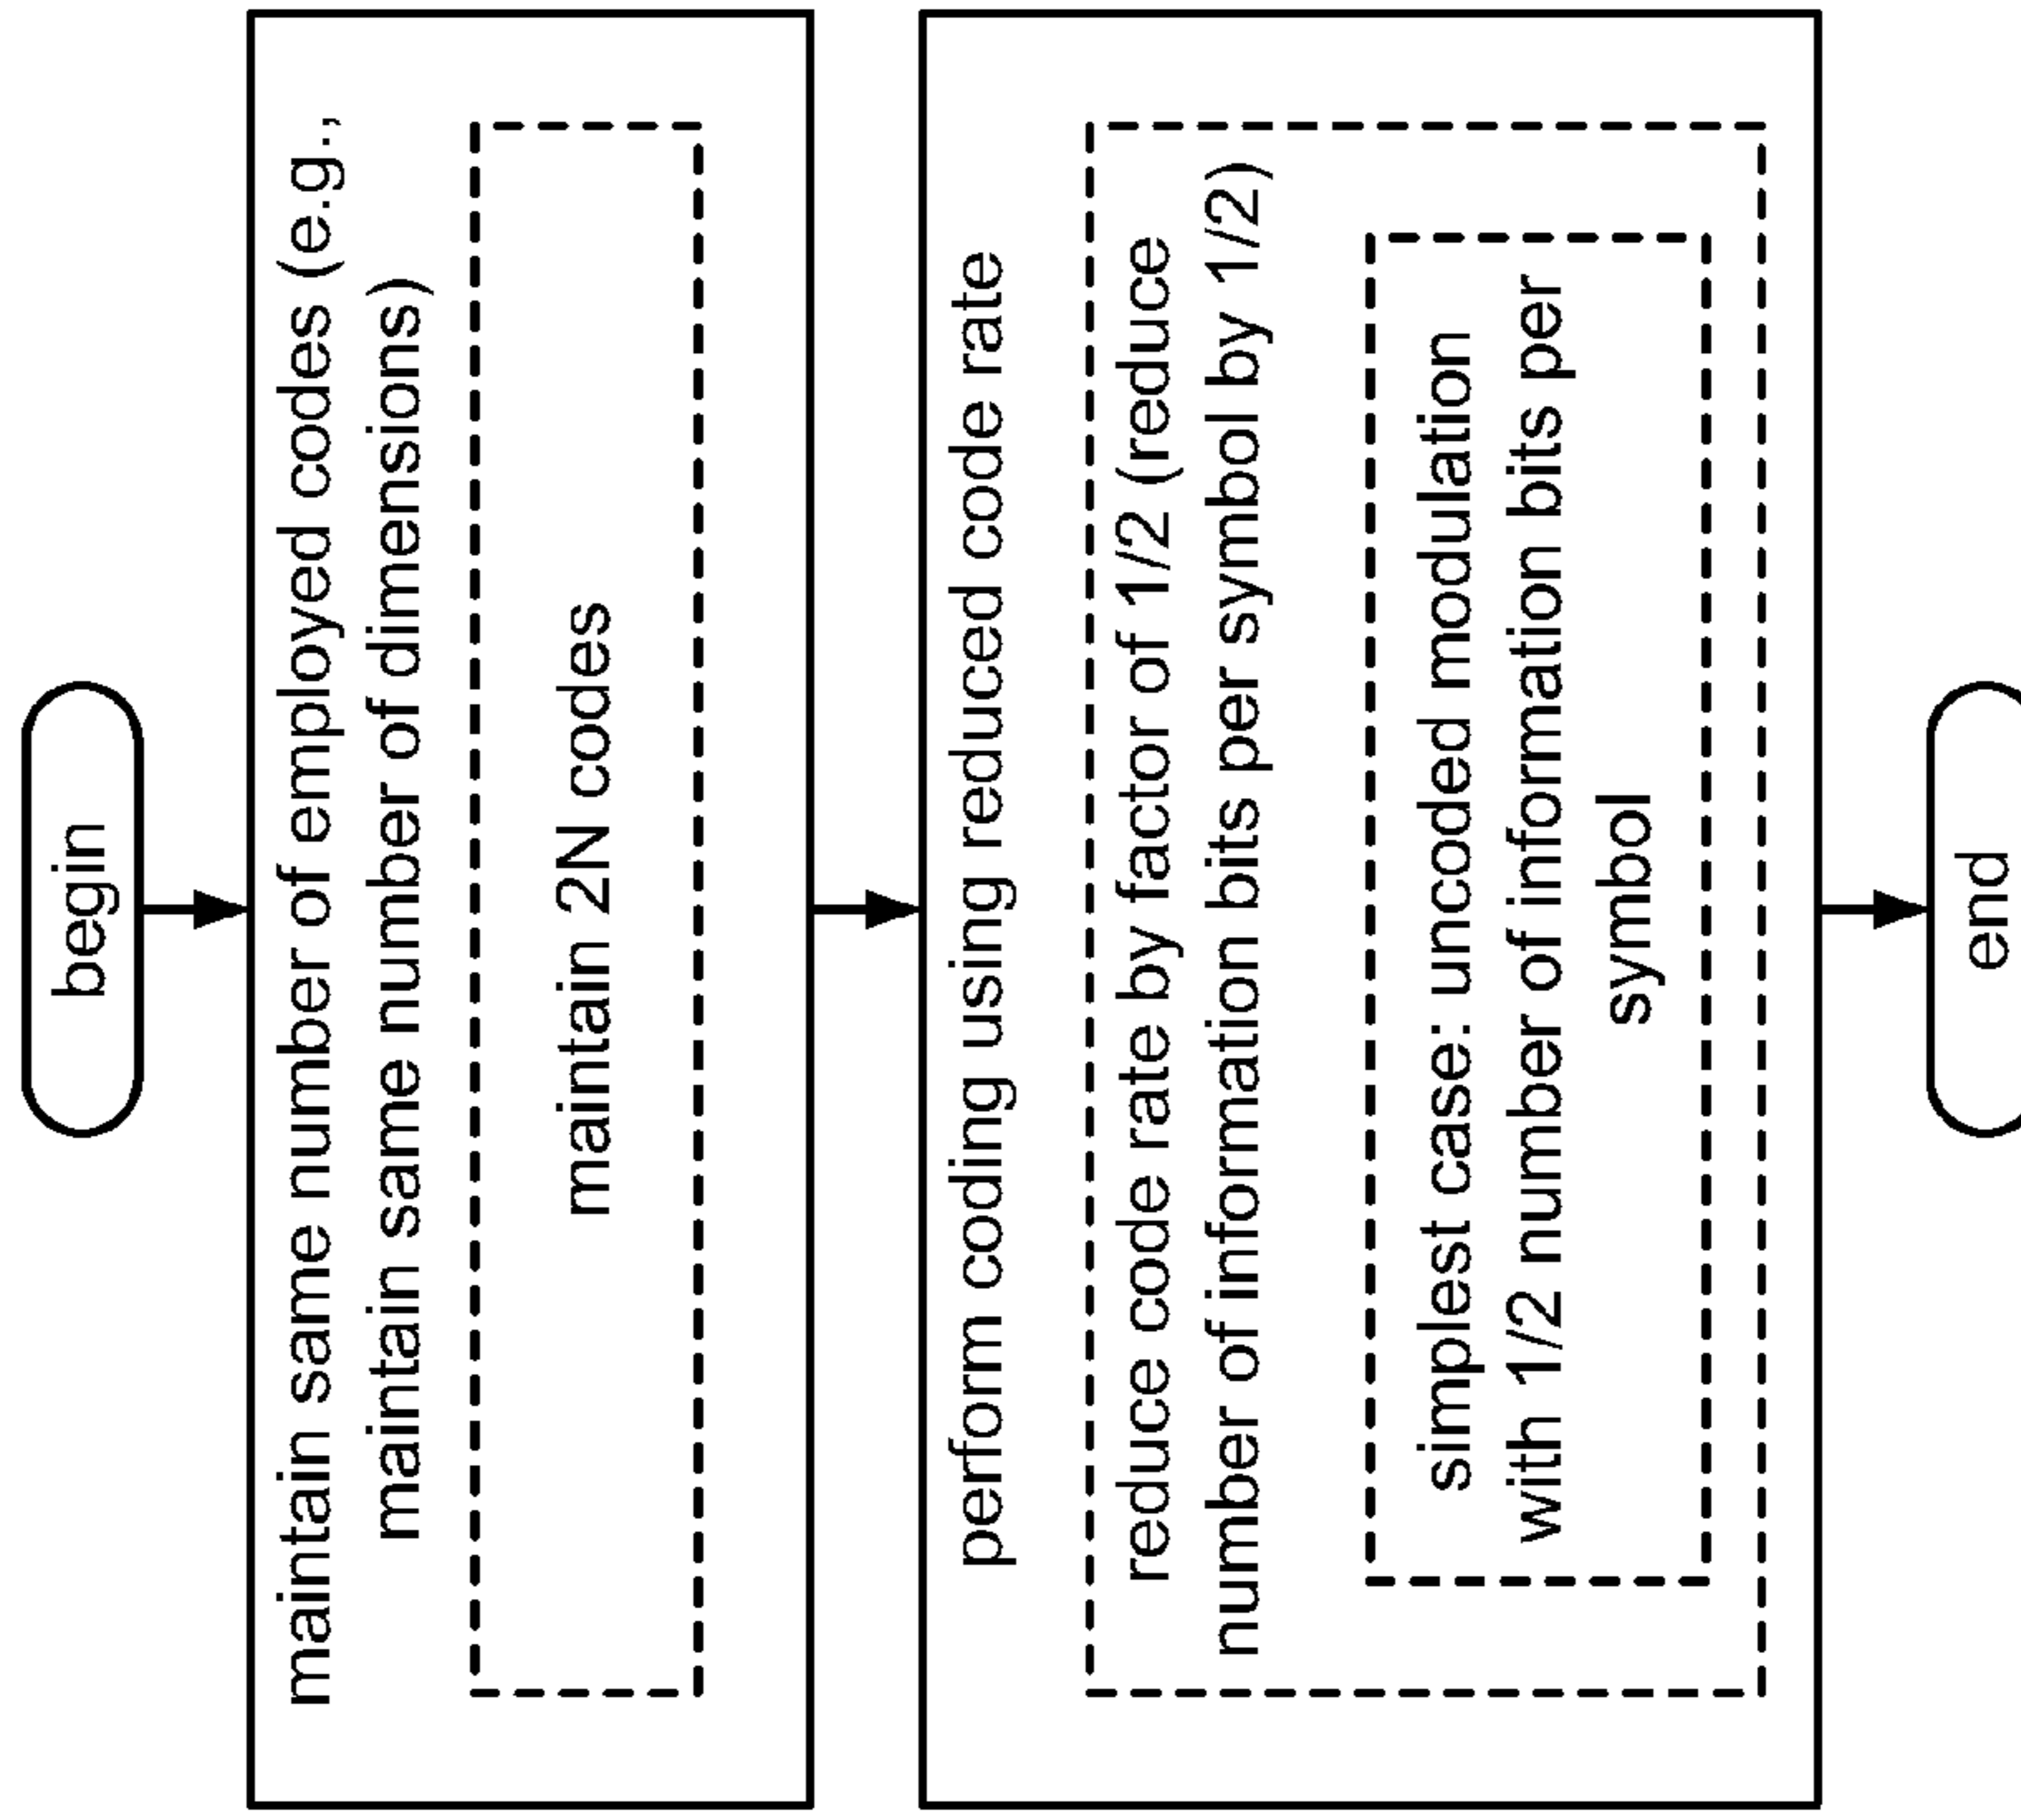 begin
maintain same number of employed codes (e.g.,
maintain same number of dimensions)
maintain 2N codes
perform coding using reduced code rate
reduce code rate by factor of 1/2 (reduce
number of information bits per symbol by 1/2)
simplest case: uncoded modulation
with 1/2 number of information bits per
symbol
end